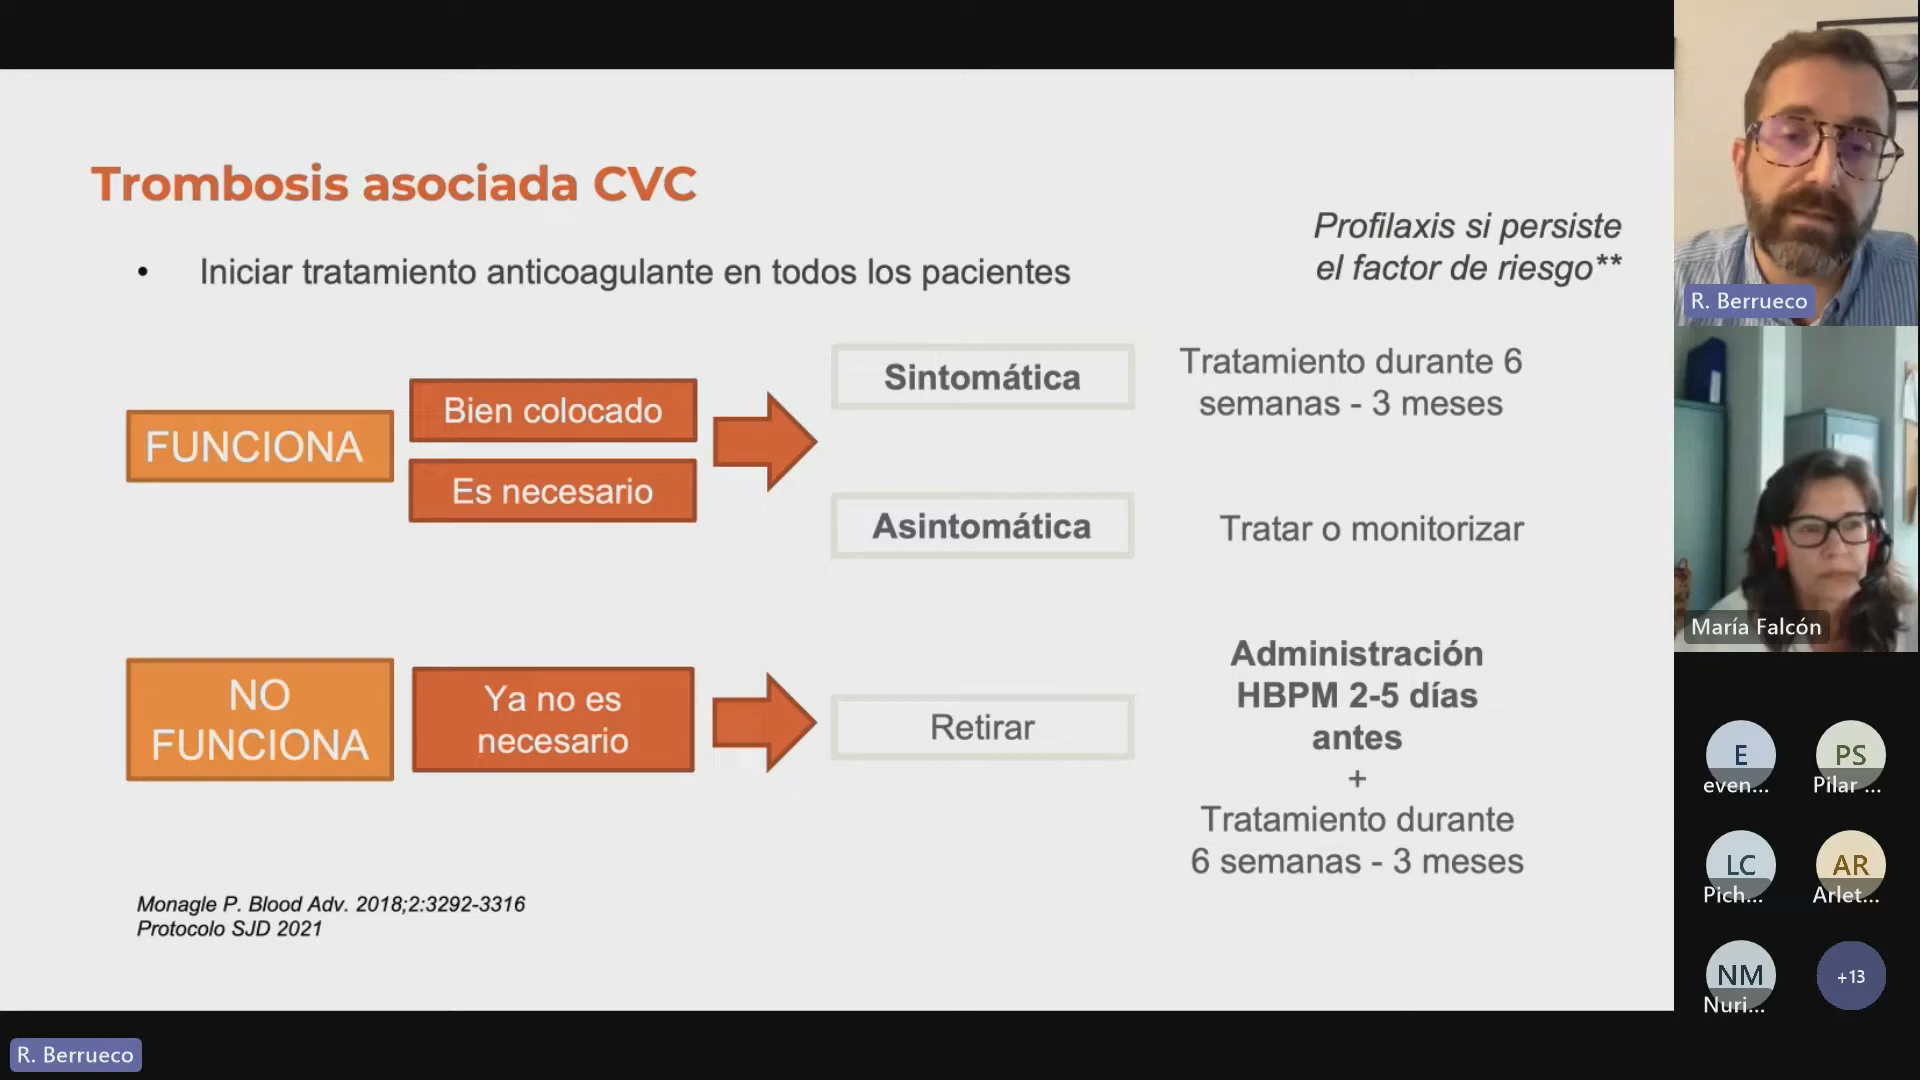 Trombosis asociada CVC
• Iniciar tratamiento anticoagulante en todos los pacientes
Profilaxis si persiste
el factor de riesgo**
FUNCIONA
Bien colocado
Es necesario
Sintomática
Tratamiento durante 6
semanas - 3 meses
Asintomática
Tratar o monitorizar
NO
FUNCIONA
Ya no es
necesario
Retirar
Administración
HBPM 2-5 días
antes
+
Tratamiento durante
6 semanas - 3 meses
Monagle P. Blood Adv. 2018;2:3292-3316
Protocolo SJD 2021
R. Berrueco
R. Berrueco
María Falcón
E
even...
PS
Pilar ...
LC
Pich...
AR
Arlet...
NM
Nuri...
+13